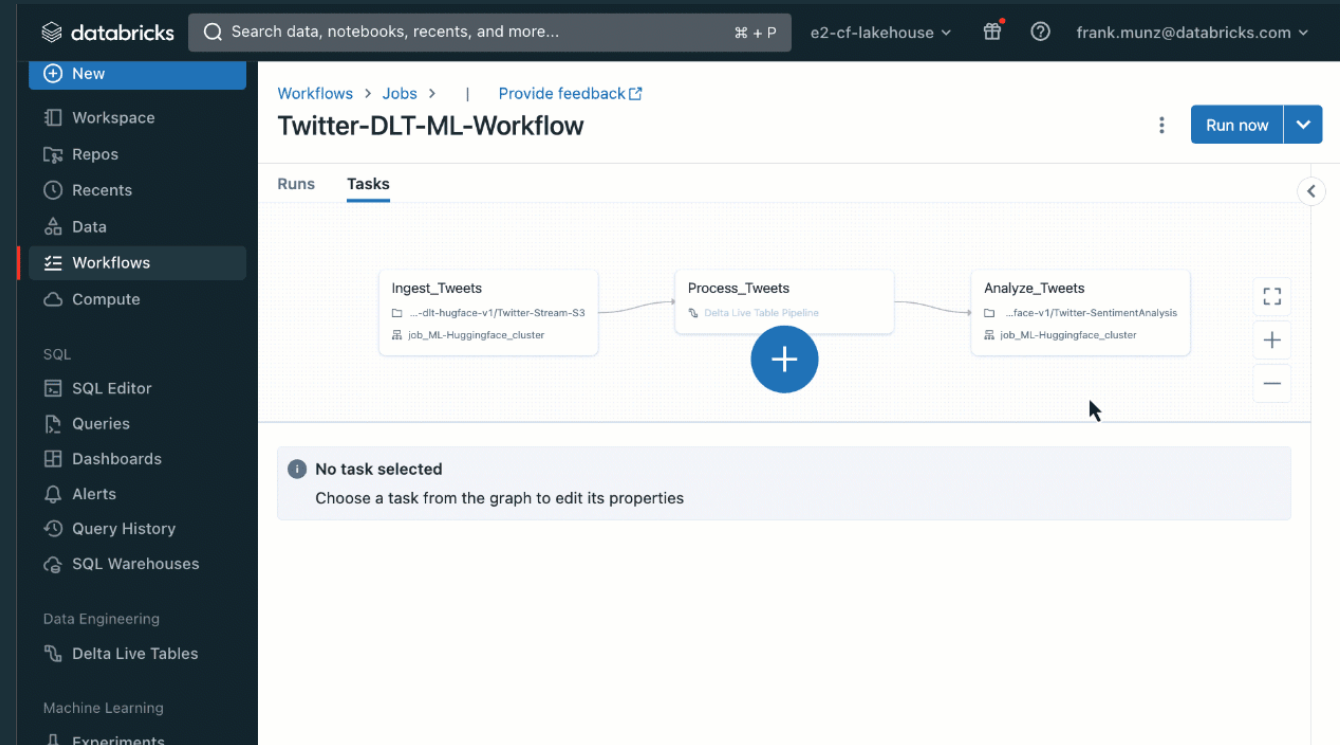 databricks
Search data, notebooks, recents, and more...
⌘ + P
e2-cf-lakehouse
frank.munz@databricks.com
New
Workspace
Repos
Recents
Data
Workflows
Compute
SQL
SQL Editor
Queries
Dashboards
Alerts
Query History
SQL Warehouses
Data Engineering
Delta Live Tables
Machine Learning
Experiments
Workflows > Jobs > | Provide feedback
Twitter-DLT-ML-Workflow
Run now
Runs
Tasks
Ingest_Tweets
...-dlt-hugface-v1/Twitter-Stream-S3
job_ML-Huggingface_cluster
Process_Tweets
Delta Live Table Pipeline
Analyze_Tweets
...face-v1/Twitter-SentimentAnalysis
job_ML-Huggingface_cluster
No task selected
Choose a task from the graph to edit its properties